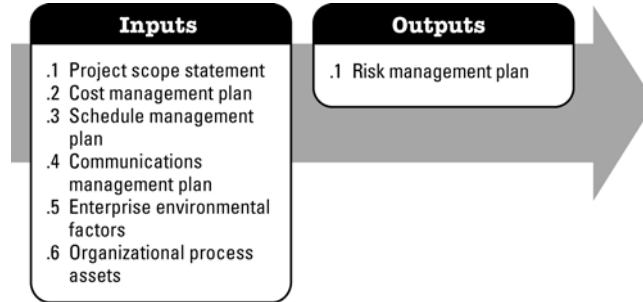 Inputs
.1 Project scope statement
.2 Cost management plan
.3 Schedule management
plan
.4 Communications
management plan
.5 Enterprise environmental
factors
.6 Organizational process
assets
Outputs
.1 Risk management plan